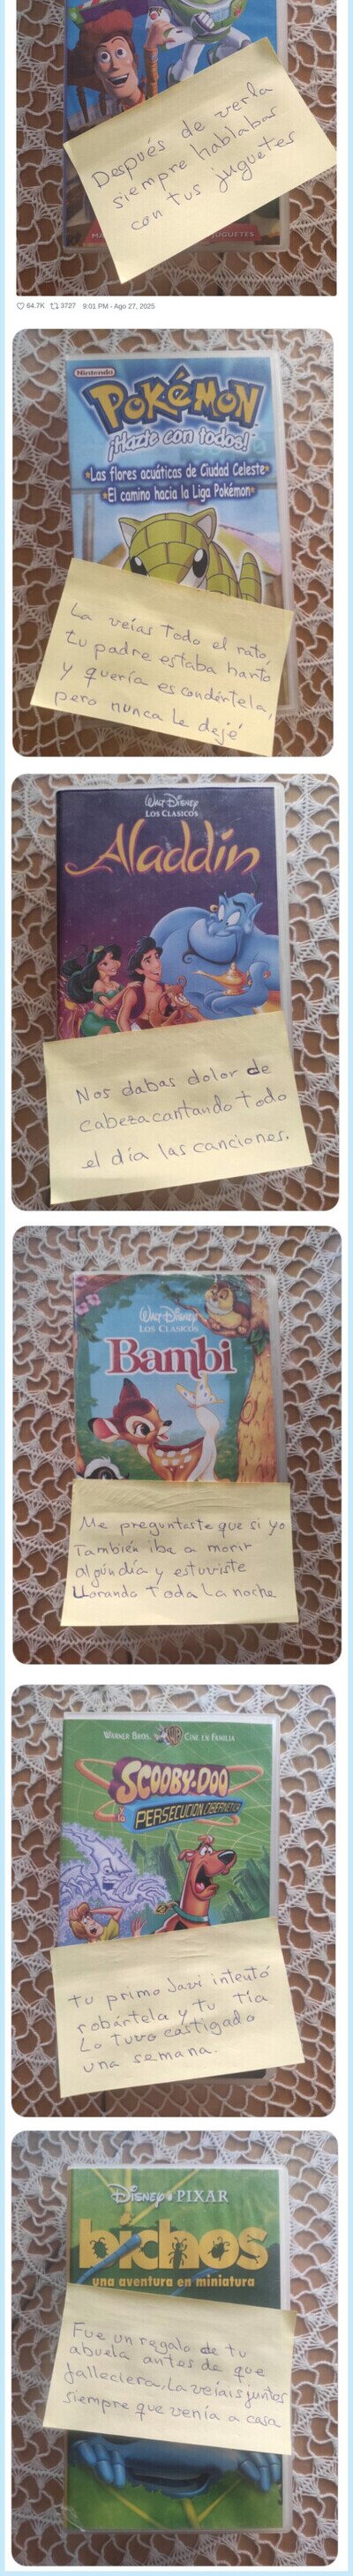 Después de verla
siempre hablabas
con tus juguetes
JUGUETES
64.7K 3727 9:01 PM - Ago 27, 2025
Nintendo
POKéMON
¡Hazte con todos!
Las flores acuáticas de Ciudad Celeste
El camino hacia la Liga Pokémon
La veías todo el rato,
tu padre estaba harto
y quería escondértela,
pero nunca le dejé
WALT DISNEY
LOS CLASICOS
Aladdin
Nos dabas dolor de
cabeza cantando todo
el día las canciones.
WALT DISNEY
LOS CLASICOS
Bambi
Me preguntaste que si yo
también iba a morir
algún día y estuviste
llorando toda la noche
WARNER BROS. CINE EN FAMILIA
SCOOBY-DOO
y la PERSECUCION CIBERNETICA
tu primo Javi intentó
robártela y tu tía
lo tuvo castigado
una semana.
DISNEY PIXAR
bichos
una aventura en miniatura
Fue un regalo de tu
abuela antes de que
falleciera, la veíais juntos
siempre que venía a casa